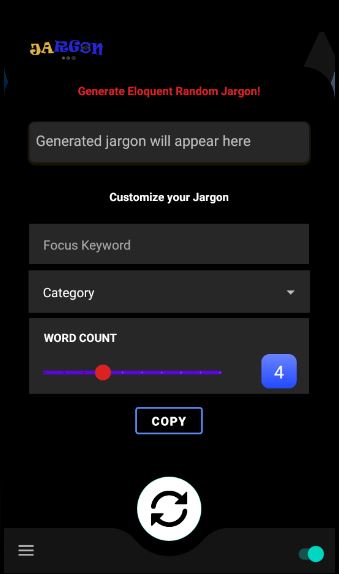 JARGON
Generate Eloquent Random Jargon!
Generated jargon will appear here
Customize your Jargon
Focus Keyword
Category
WORD COUNT
4
COPY